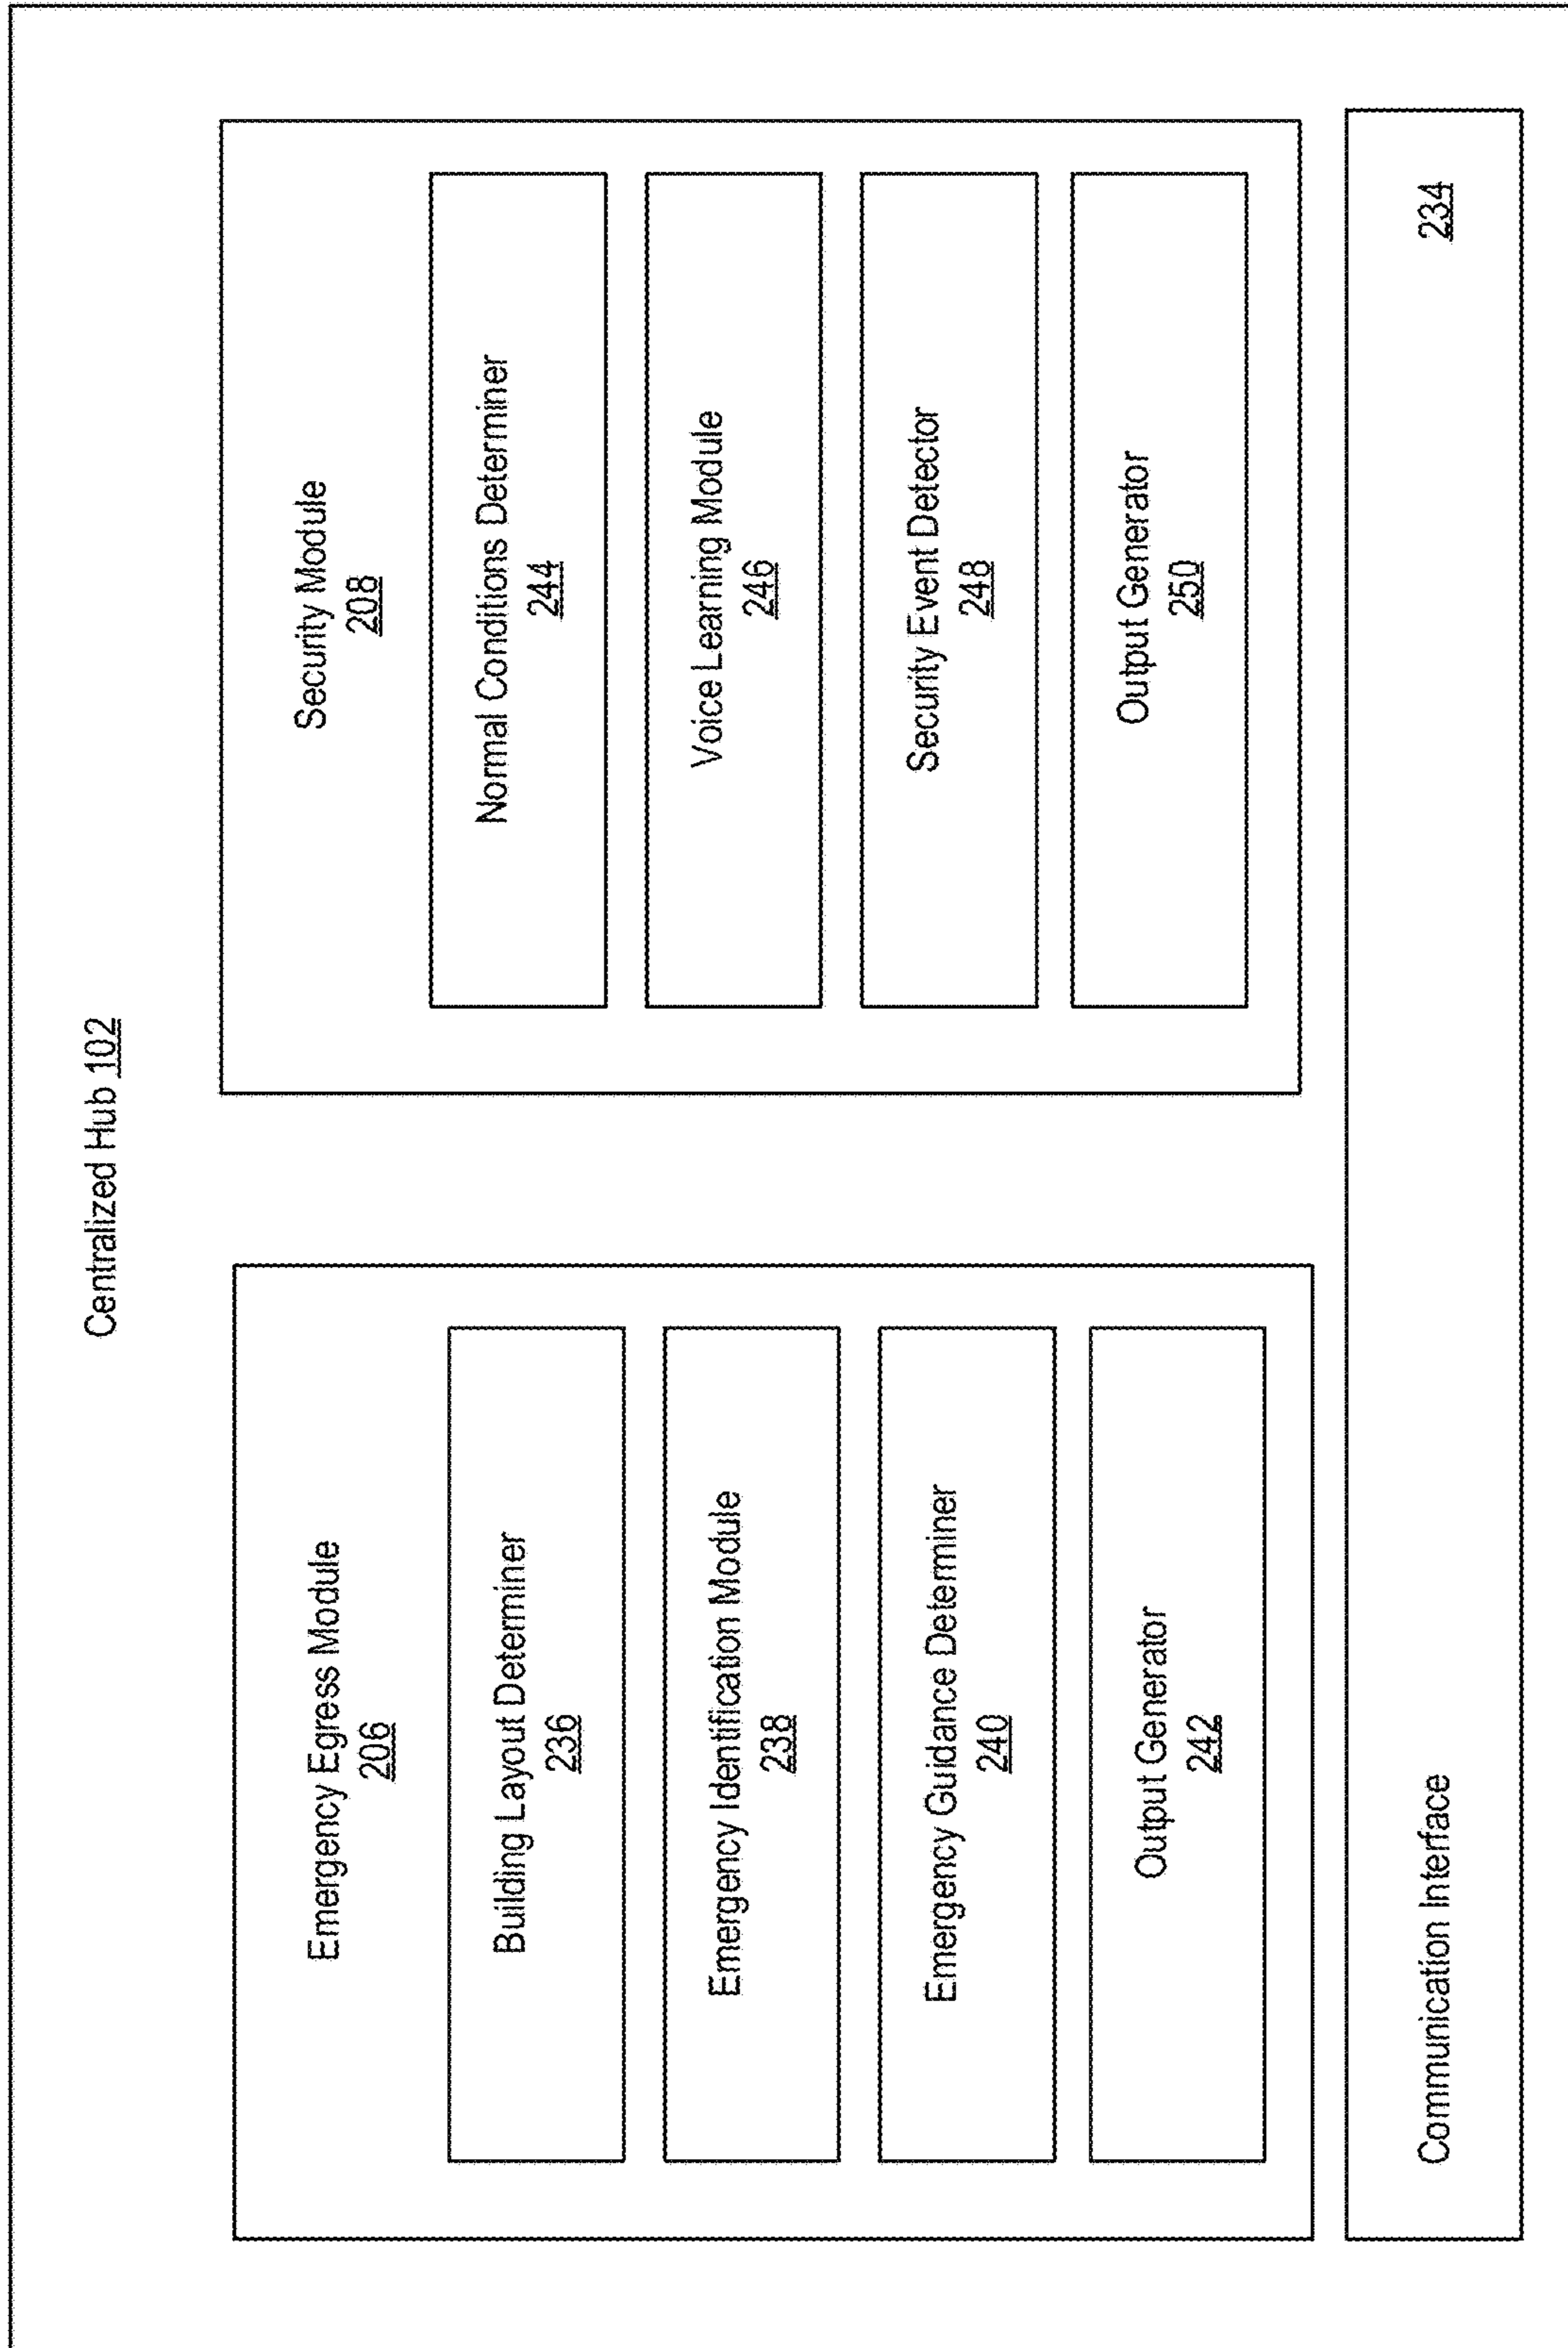 Centralized Hub 102
Emergency Egress Module
206
Building Layout Determiner
236
Emergency Identification Module
238
Emergency Guidance Determiner
240
Output Generator
242
Security Module
208
Normal Conditions Determiner
244
Voice Learning Module
246
Security Event Detector
248
Output Generator
250
Communication Interface
234